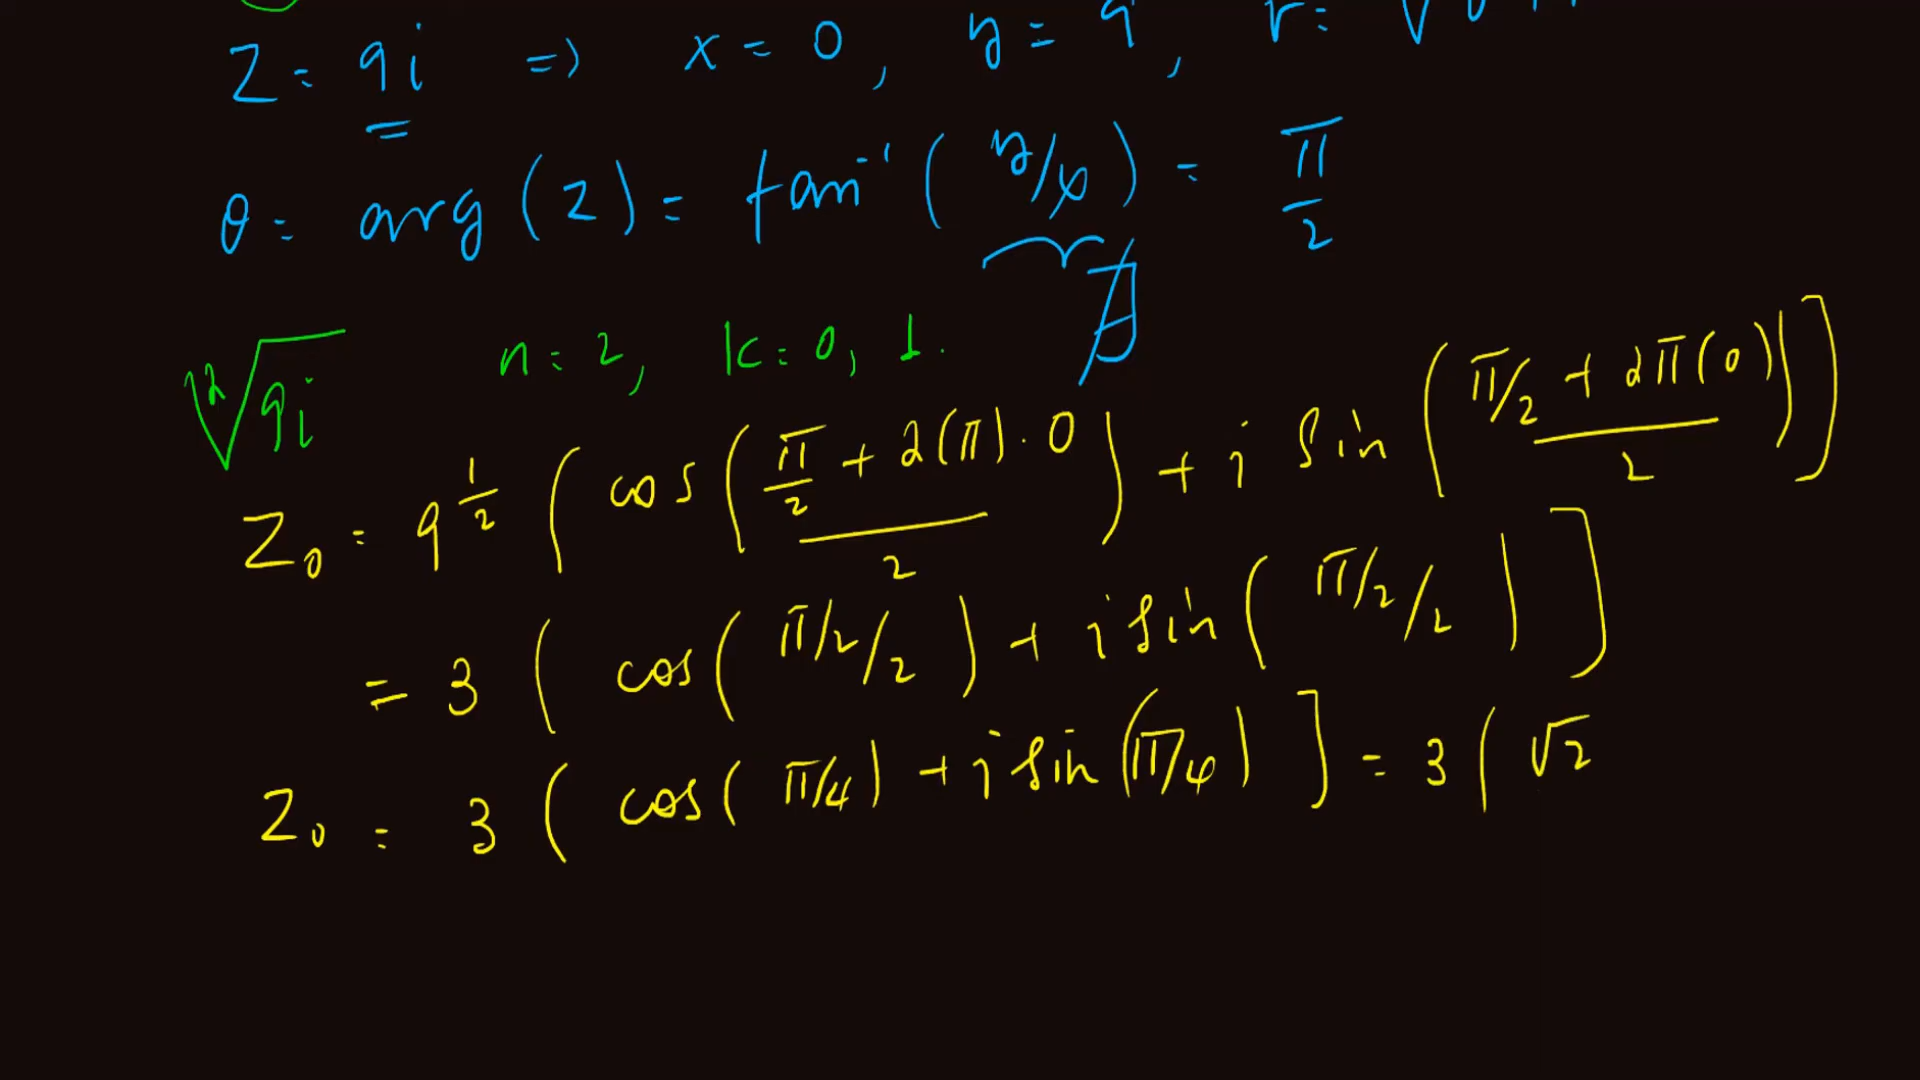 z = 9i => x = 0, y = 9, r = √
θ = arg(z) = tan⁻¹(y/φ) = π/2
∄
²√9i n = 2, k = 0, 1.
Z₀ = 9^(1/2) (cos((π/2 + 2(π)·0)/2) + i sin((π/2 + 2π(0))/2)]
= 3 (cos(π/2/2) + i sin(π/2/2)]
Z₀ = 3 (cos(π/4) + i sin(π/4)] = 3(√2